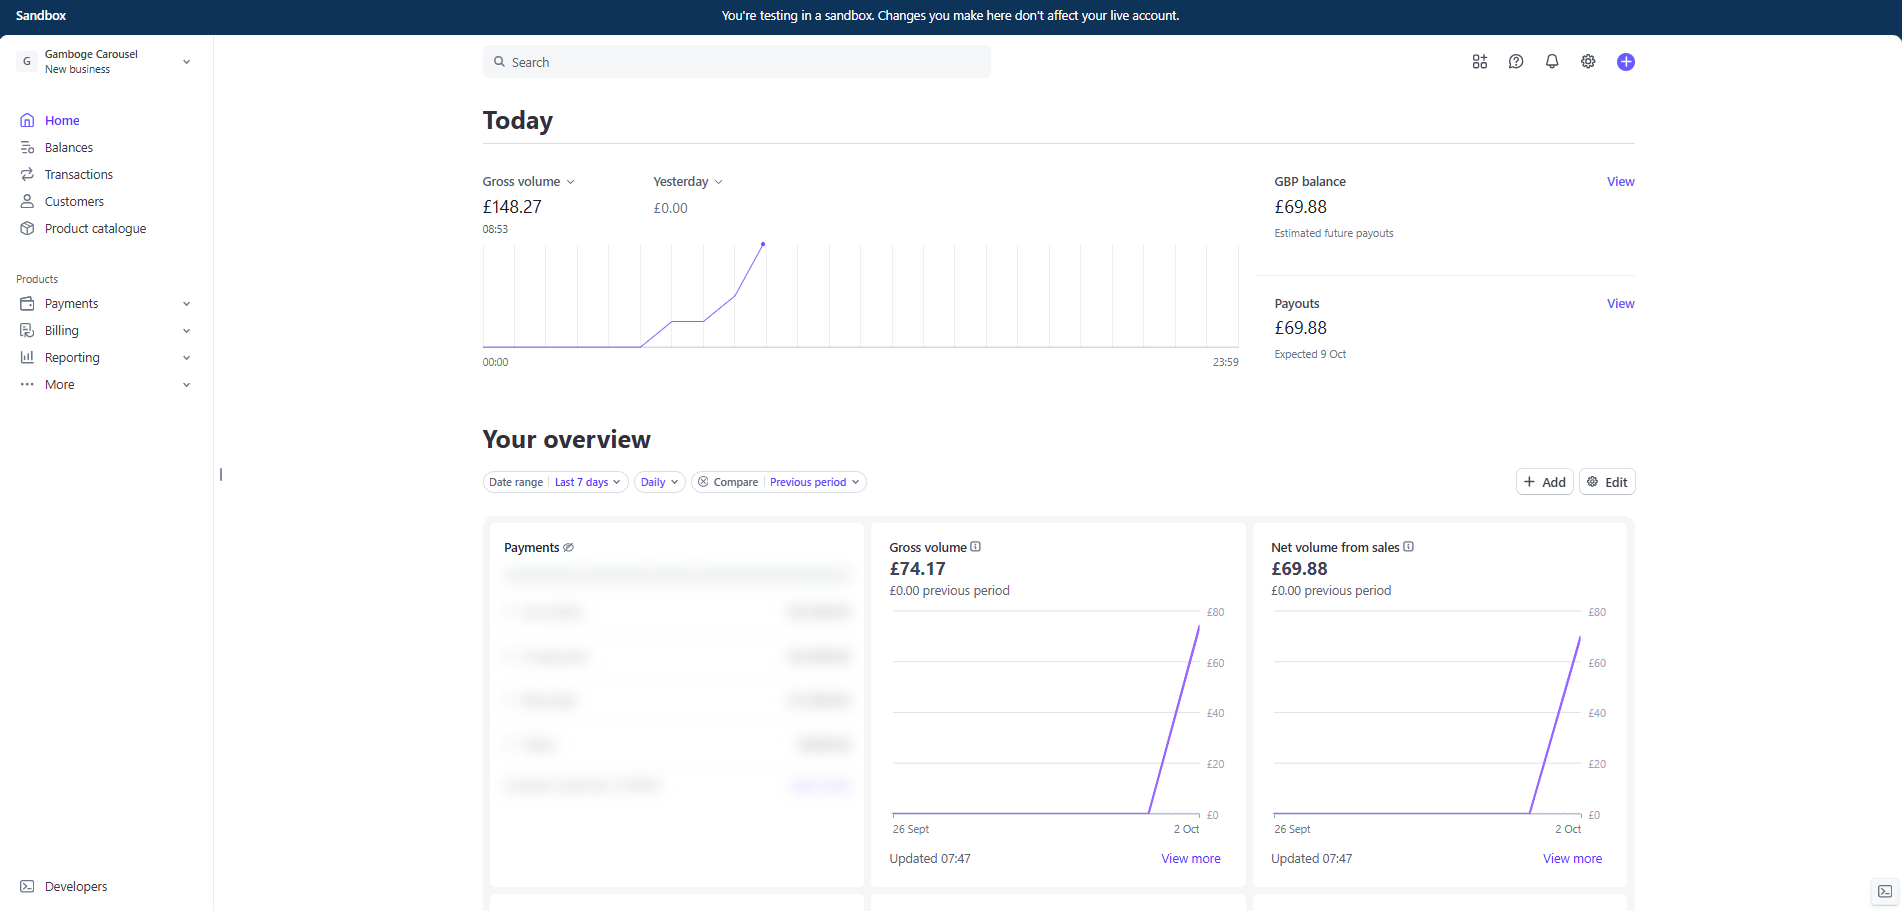 Sandbox
You're testing in a sandbox. Changes you make here don't affect your live account.
G
Gamboge Carousel
New business
Search
Home
Balances
Transactions
Customers
Product catalogue
Products
Payments
Billing
Reporting
More
Developers
Today
Gross volume
£148.27
08:53
Yesterday
£0.00
00:00
23:59
GBP balance
View
£69.88
Estimated future payouts
Payouts
View
£69.88
Expected 9 Oct
Your overview
Date range Last 7 days
Daily
Compare Previous period
Add
Edit
Payments
Gross volume
£74.17
£0.00 previous period
£80
£60
£40
£20
£0
26 Sept 2 Oct
Updated 07:47 View more
Net volume from sales
£69.88
£0.00 previous period
£80
£60
£40
£20
£0
26 Sept 2 Oct
Updated 07:47 View more